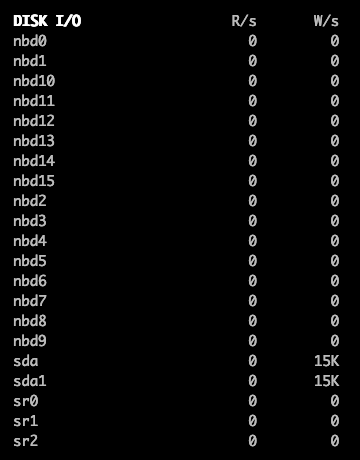 DISK I/O R/s W/s
nbd0 0 0
nbd1 0 0
nbd10 0 0
nbd11 0 0
nbd12 0 0
nbd13 0 0
nbd14 0 0
nbd15 0 0
nbd2 0 0
nbd3 0 0
nbd4 0 0
nbd5 0 0
nbd6 0 0
nbd7 0 0
nbd8 0 0
nbd9 0 0
sda 0 15K
sda1 0 15K
sr0 0 0
sr1 0 0
sr2 0 0